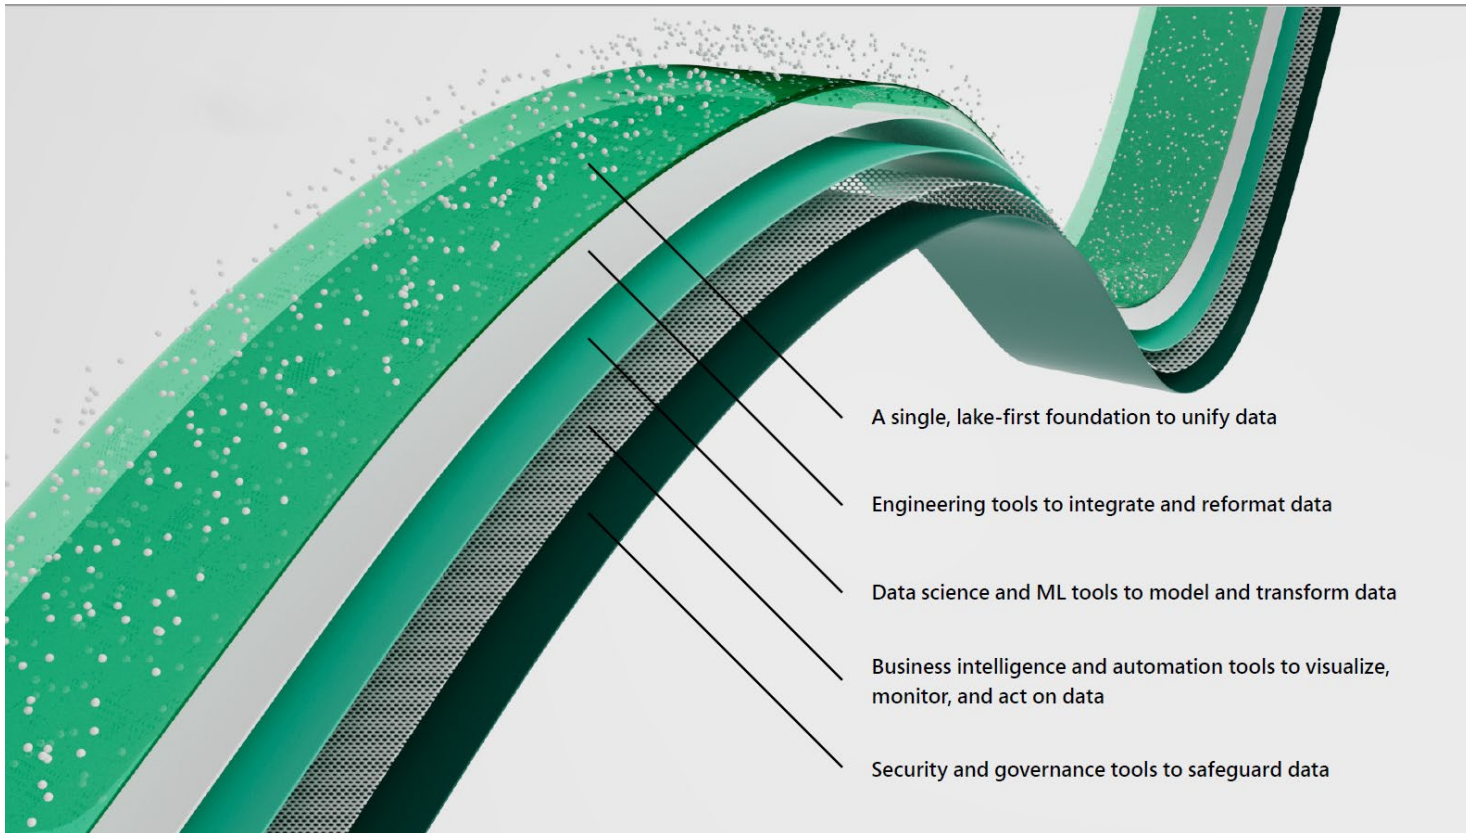 A single, lake-first foundation to unify data
Engineering tools to integrate and reformat data
Data science and ML tools to model and transform data
Business intelligence and automation tools to visualize,
monitor, and act on data
Security and governance tools to safeguard data